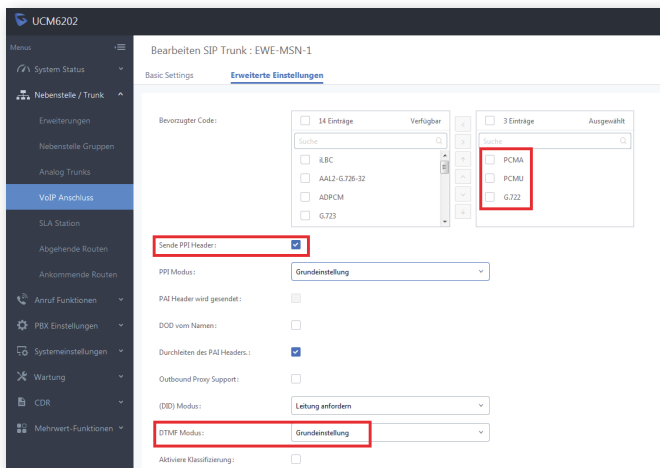 UCM6202
Menus
System Status
Nebenstelle / Trunk
Erweiterungen
Nebenstelle Gruppen
Analog Trunks
VoIP Anschluss
SLA Station
Abgehende Routen
Ankommende Routen
Anruf Funktionen
PBX Einstellungen
Systemeinstellungen
Wartung
CDR
Mehrwert-Funktionen
Bearbeiten SIP Trunk : EWE-MSN-1
Basic Settings Erweiterte Einstellungen
Bevorzugter Code: 14 Einträge Verfügbar 3 Einträge Ausgewählt
Suche Suche
iLBC PCMA
AAL2-G.726-32 PCMU
ADPCM G.722
G.723
Sende PPI Header:
PPI Modus: Grundeinstellung
PAI Header wird gesendet:
DOD vom Namen:
Durchleiten des PAI Headers.:
Outbound Proxy Support:
(DID) Modus: Leitung anfordern
DTMF Modus: Grundeinstellung
Aktiviere Klassifizierung: